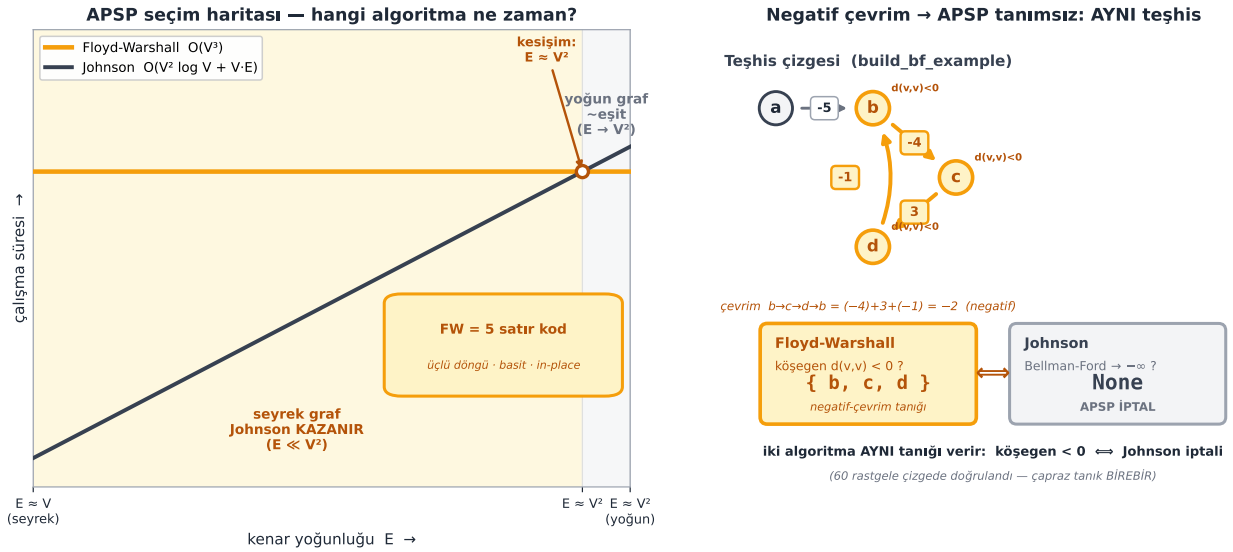 APSP seçim haritası — hangi algoritma ne zaman?
Floyd-Warshall O(V³)
Johnson O(V² log V + V·E)
kesişim:
E ≈ V²
yoğun graf
~eşit
(E → V²)
çalışma süresi →
FW = 5 satır kod
üçlü döngü · basit · in-place
seyrek graf
Johnson KAZANIR
(E ≪ V²)
E ≈ V
(seyrek)
E ≈ V²
E ≈ V²
(yoğun)
kenar yoğunluğu E →
Negatif çevrim → APSP tanımsız: AYNI teşhis
Teşhis çizgesi (build_bf_example)
a
-5
b
d(v,v)<0
-4
d(v,v)<0
c
-1
3
d(v,v)<0
d
çevrim b→c→d→b = (−4)+3+(−1) = −2 (negatif)
Floyd-Warshall
köşegen d(v,v) < 0 ?
{ b, c, d }
negatif-çevrim tanığı
⟺
Johnson
Bellman-Ford → −∞ ?
None
APSP İPTAL
iki algoritma AYNI tanığı verir: köşegen < 0 ⟺ Johnson iptali
(60 rastgele çizgede doğrulandı — çapraz tanık BİREBİR)